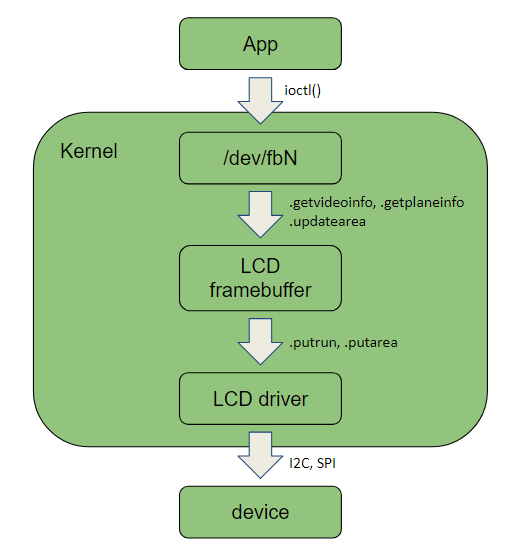 App
ioctl()
Kernel
/dev/fbN
.getvideoinfo, .getplaneinfo
.updatearea
LCD
framebuffer
.putrun, .putarea
LCD driver
I2C, SPI
device